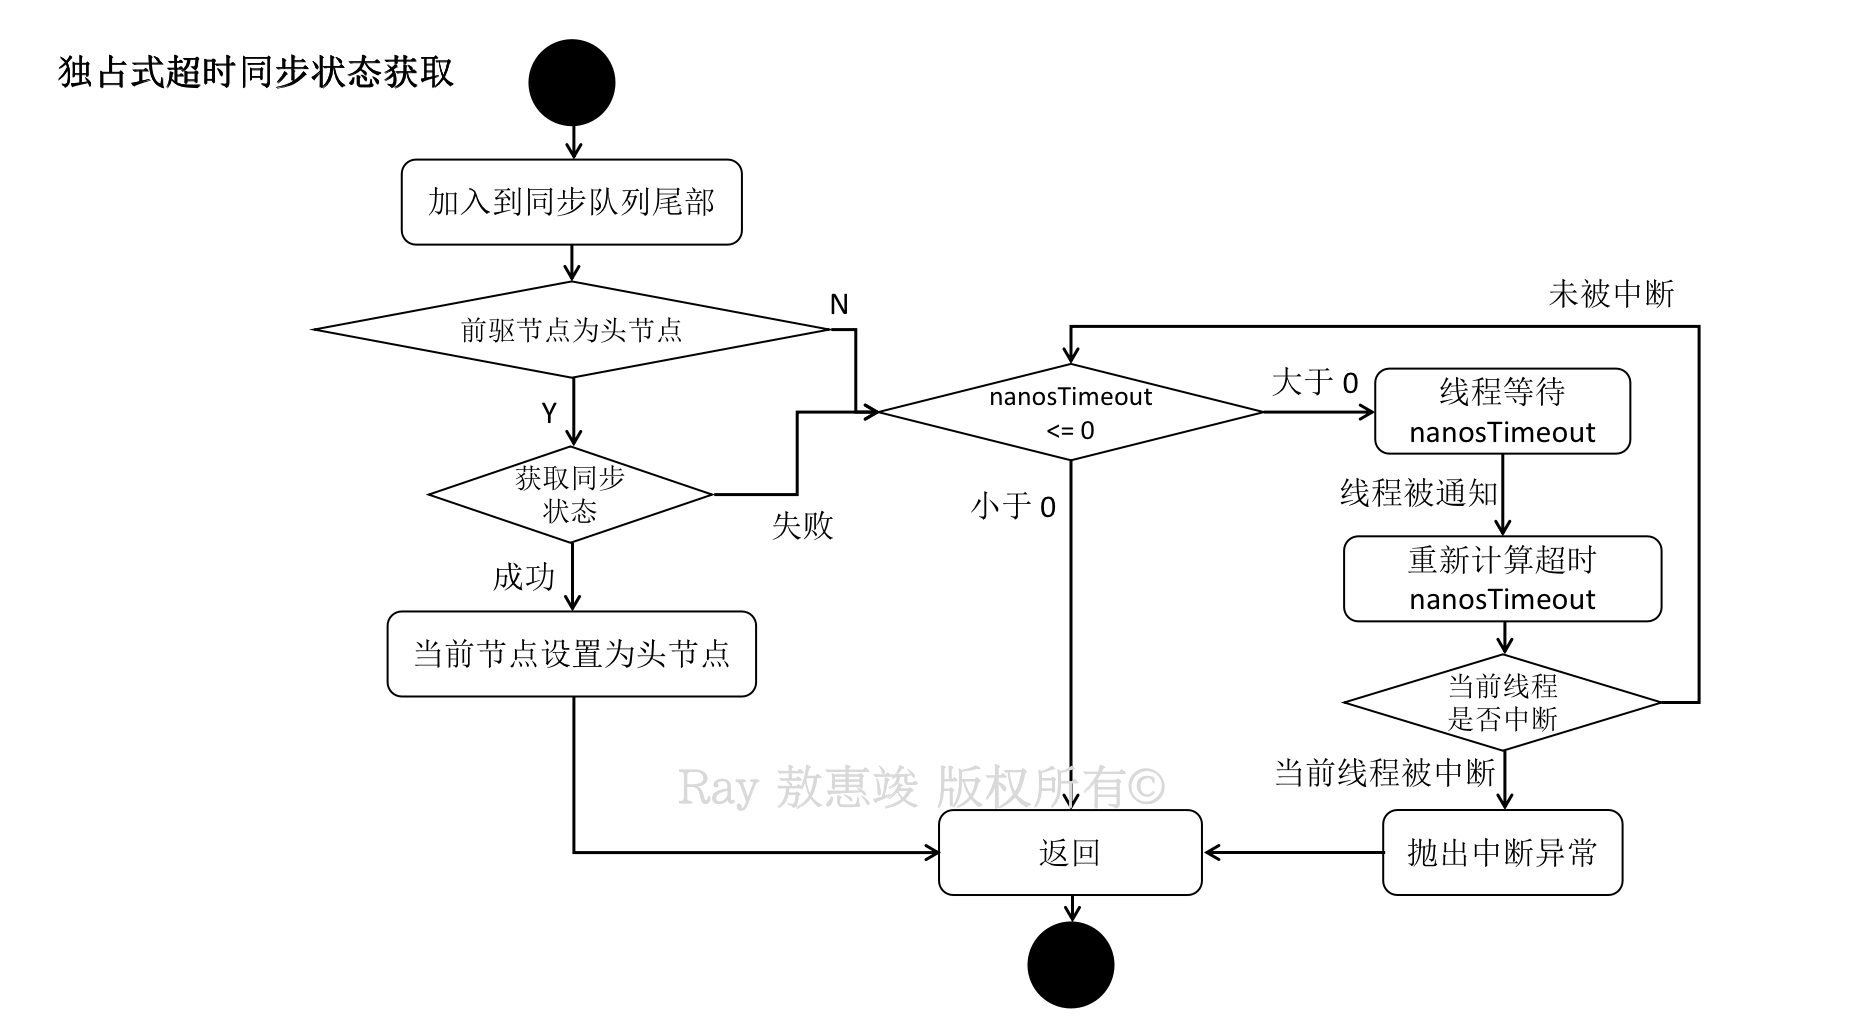 独占式超时同步状态获取
加入到同步队列尾部
前驱节点为头节点
N
Y
获取同步
状态
失败
成功
当前节点设置为头节点
nanosTimeout
<= 0
小于 0
大于 0
未被中断
线程等待
nanosTimeout
线程被通知
重新计算超时
nanosTimeout
当前线程
是否中断
当前线程被中断
抛出中断异常
返回
Ray 敖惠竣 版权所有©